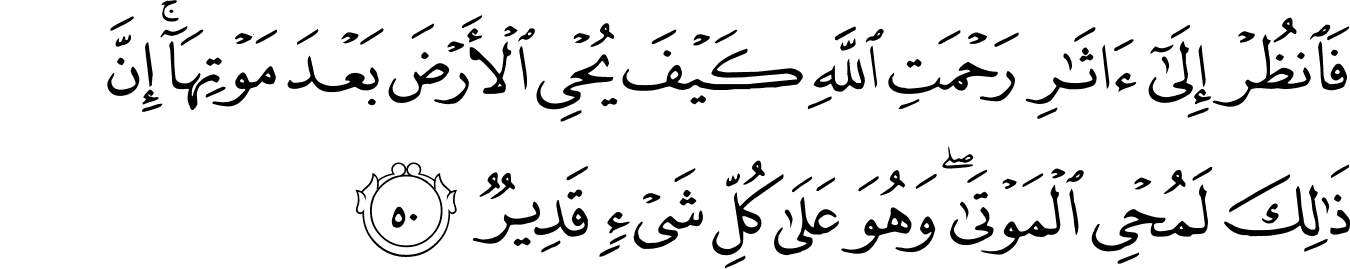 فَٱنظُرْ إِلَىٰٓ ءَاثَٰرِ رَحْمَتِ ٱللَّهِ كَيْفَ يُحْىِ ٱلْأَرْضَ بَعْدَ مَوْتِهَآ ۚ إِنَّ
ذَٰلِكَ لَمُحْىِ ٱلْمَوْتَىٰ ۖ وَهُوَ عَلَىٰ كُلِّ شَىْءٍ قَدِيرٌ ٥٠